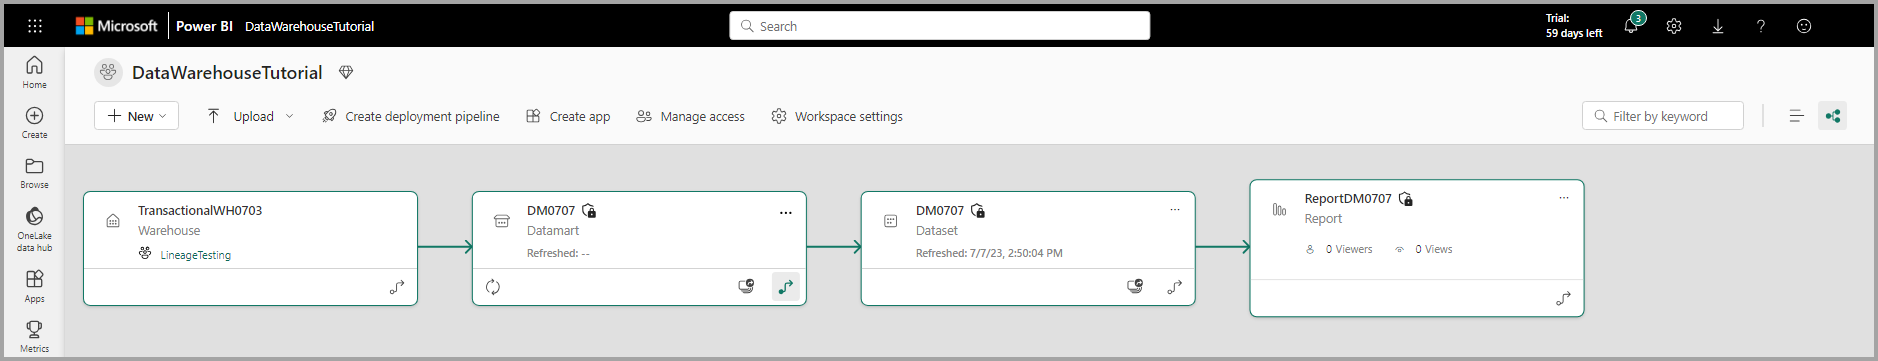 Microsoft Power BI DataWarehouseTutorial
Search
Trial:
59 days left
3
?
Home
Create
Browse
OneLake
data hub
Apps
Metrics
DataWarehouseTutorial
New
Upload
Create deployment pipeline
Create app
Manage access
Workspace settings
Filter by keyword
TransactionalWH0703
Warehouse
LineageTesting
DM0707
Datamart
Refreshed: --
DM0707
Dataset
Refreshed: 7/7/23, 2:50:04 PM
ReportDM0707
Report
0 Viewers 0 Views